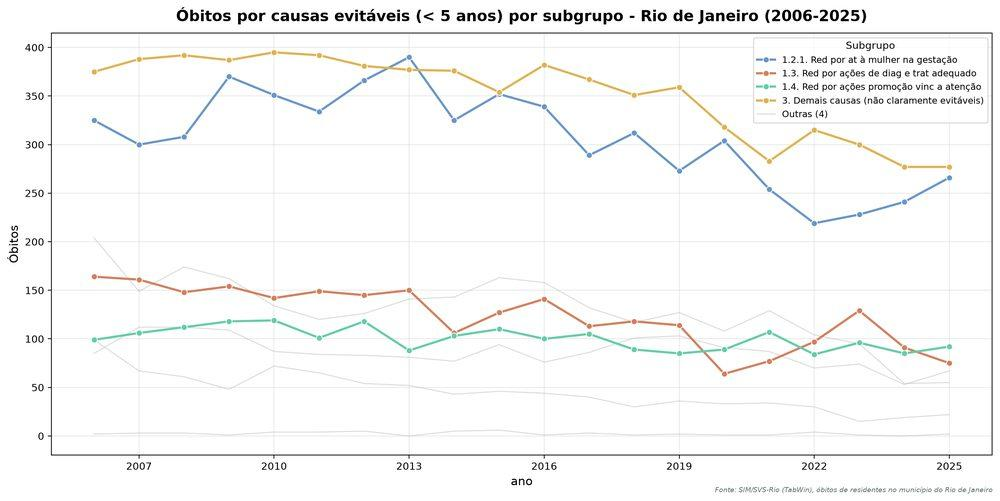 Óbitos por causas evitáveis (< 5 anos) por subgrupo - Rio de Janeiro (2006-2025)
Subgrupo
1.2.1. Red por at à mulher na gestação
1.3. Red por ações de diag e trat adequado
1.4. Red por ações promoção vinc a atenção
3. Demais causas (não claramente evitáveis)
Outras (4)
Óbitos
400
350
300
250
200
150
100
50
0
2007 2010 2013 2016 2019 2022 2025
ano
Fonte: SIM/SVS-Rio (TabWin), óbitos de residentes no município do Rio de Janeiro